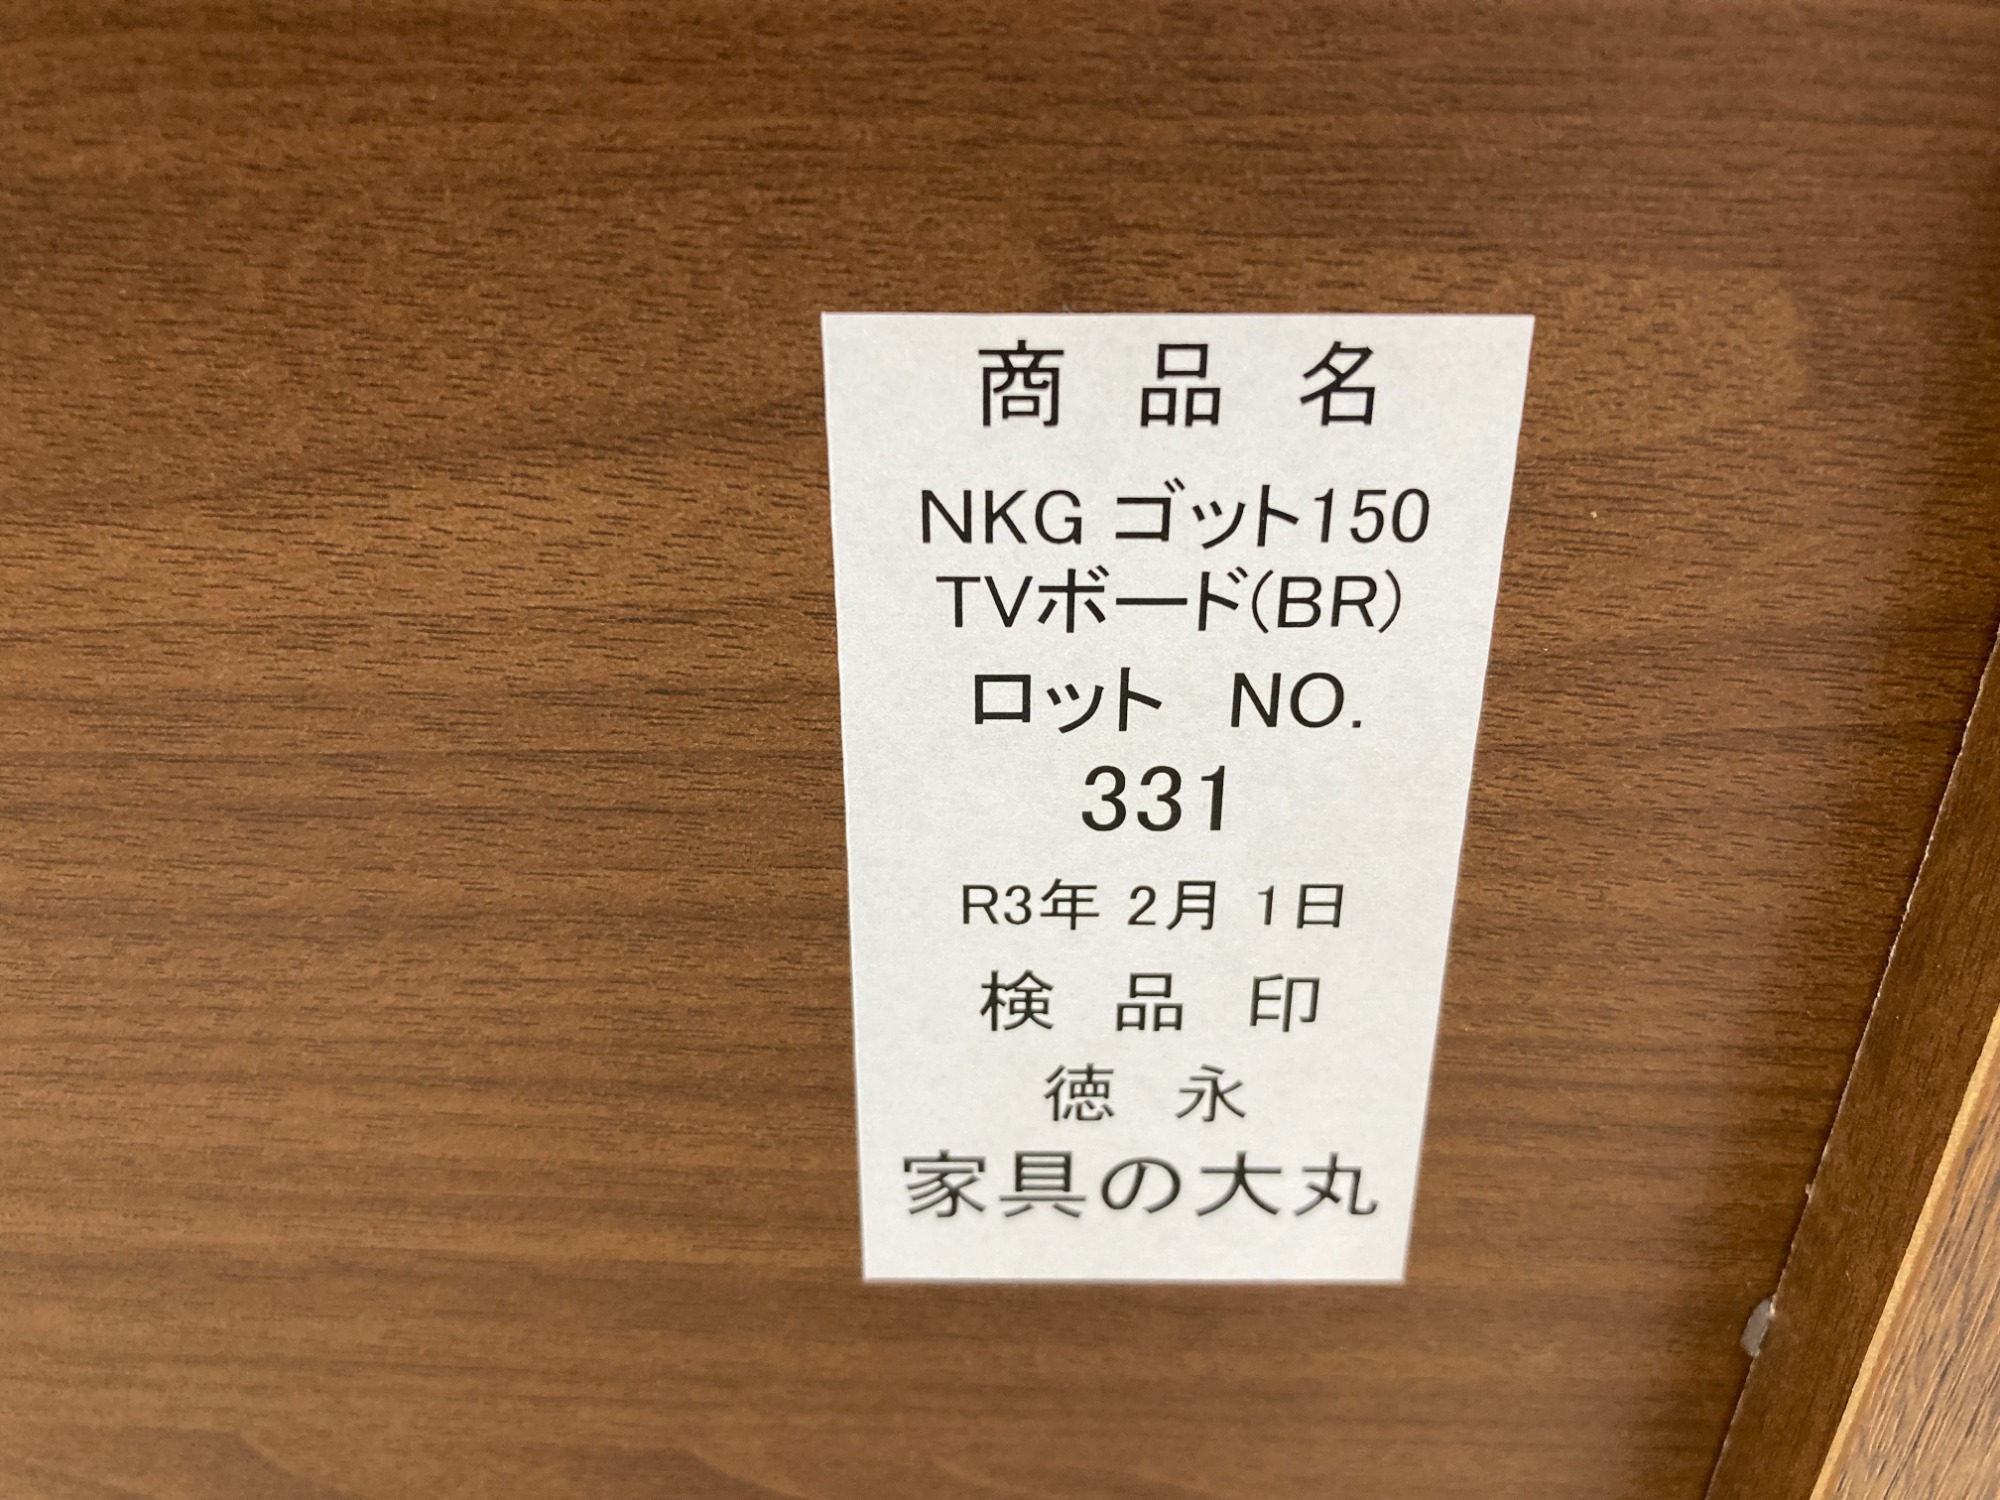 商 品 名
NKG ゴット150
TVボード(BR)
ロット NO.
331
R3年 2月 1日
検 品 印
徳 永
家具の大丸